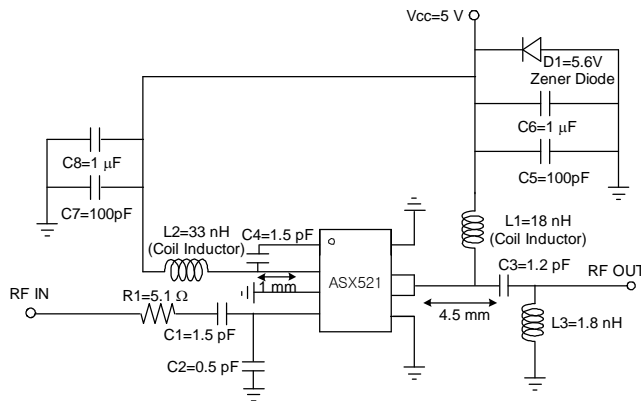 Vcc=5 V
D1=5.6V
Zener Diode
C6=1 μF
C8=1 μF
C5=100pF
C7=100pF
L2=33 nH
(Coil Inductor)
C4=1.5 pF
L1=18 nH
(Coil Inductor)
C3=1.2 pF
RF OUT
ASX521
1 mm
RF IN
R1=5.1 Ω
4.5 mm
C1=1.5 pF
L3=1.8 nH
C2=0.5 pF